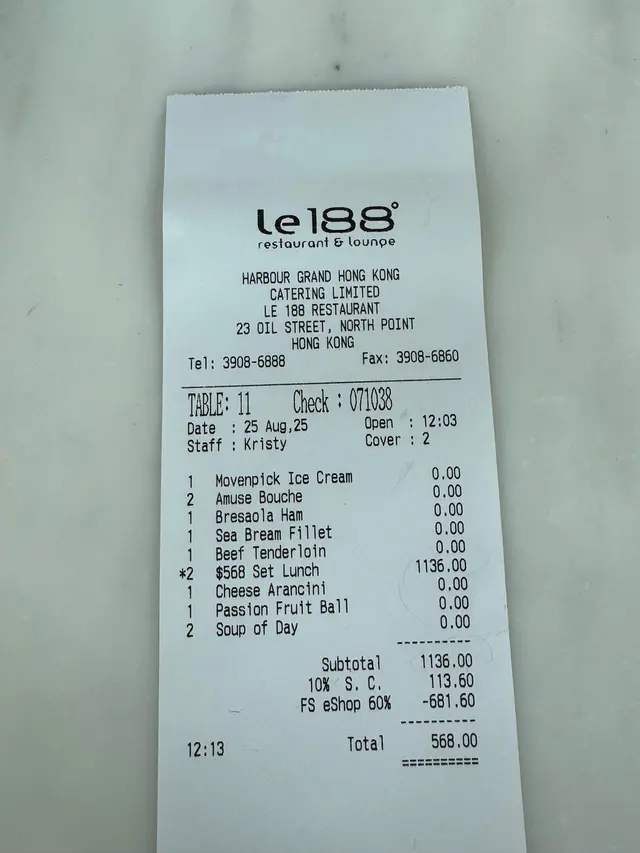 Le188°
restaurant & lounge
HARBOUR GRAND HONG KONG
CATERING LIMITED
LE 188 RESTAURANT
23 OIL STREET, NORTH POINT
HONG KONG
Tel: 3908-6888 Fax: 3908-6860
TABLE: 11 Check : 071038
Date : 25 Aug,25 Open : 12:03
Staff : Kristy Cover : 2
1 Movenpick Ice Cream 0.00
2 Amuse Bouche 0.00
1 Bresaola Ham 0.00
1 Sea Bream Fillet 0.00
1 Beef Tenderloin 0.00
*2 $568 Set Lunch 1136.00
1 Cheese Arancini 0.00
1 Passion Fruit Ball 0.00
2 Soup of Day 0.00
Subtotal 1136.00
10% S. C. 113.60
FS eShop 60% -681.60
12:13 Total 568.00